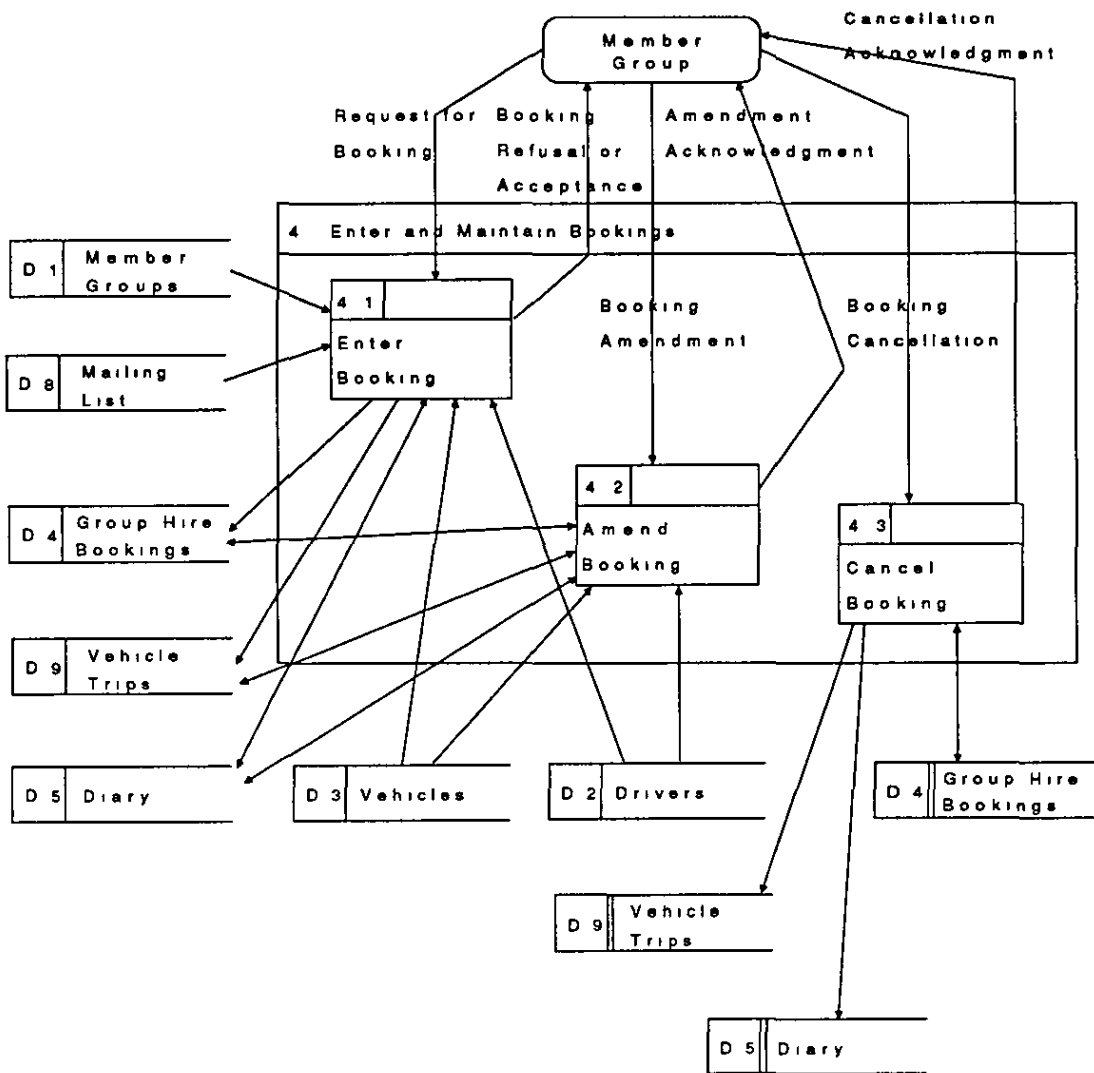 Cancellation
Acknowledgment
Member
Group
Request for
Booking
Booking
Refusal or
Acceptance
Amendment
Acknowledgment
4 Enter and Maintain Bookings
D 1 Member
Groups
4 1
Enter
Booking
Booking
Amendment
Booking
Cancellation
D 8 Mailing
List
4 2
Amend
Booking
4 3
Cancel
Booking
D 4 Group Hire
Bookings
D 9 Vehicle
Trips
D 5 Diary
D 3 Vehicles
D 2 Drivers
D 4 Group Hire
Bookings
D 9 Vehicle
Trips
D 5 Diary